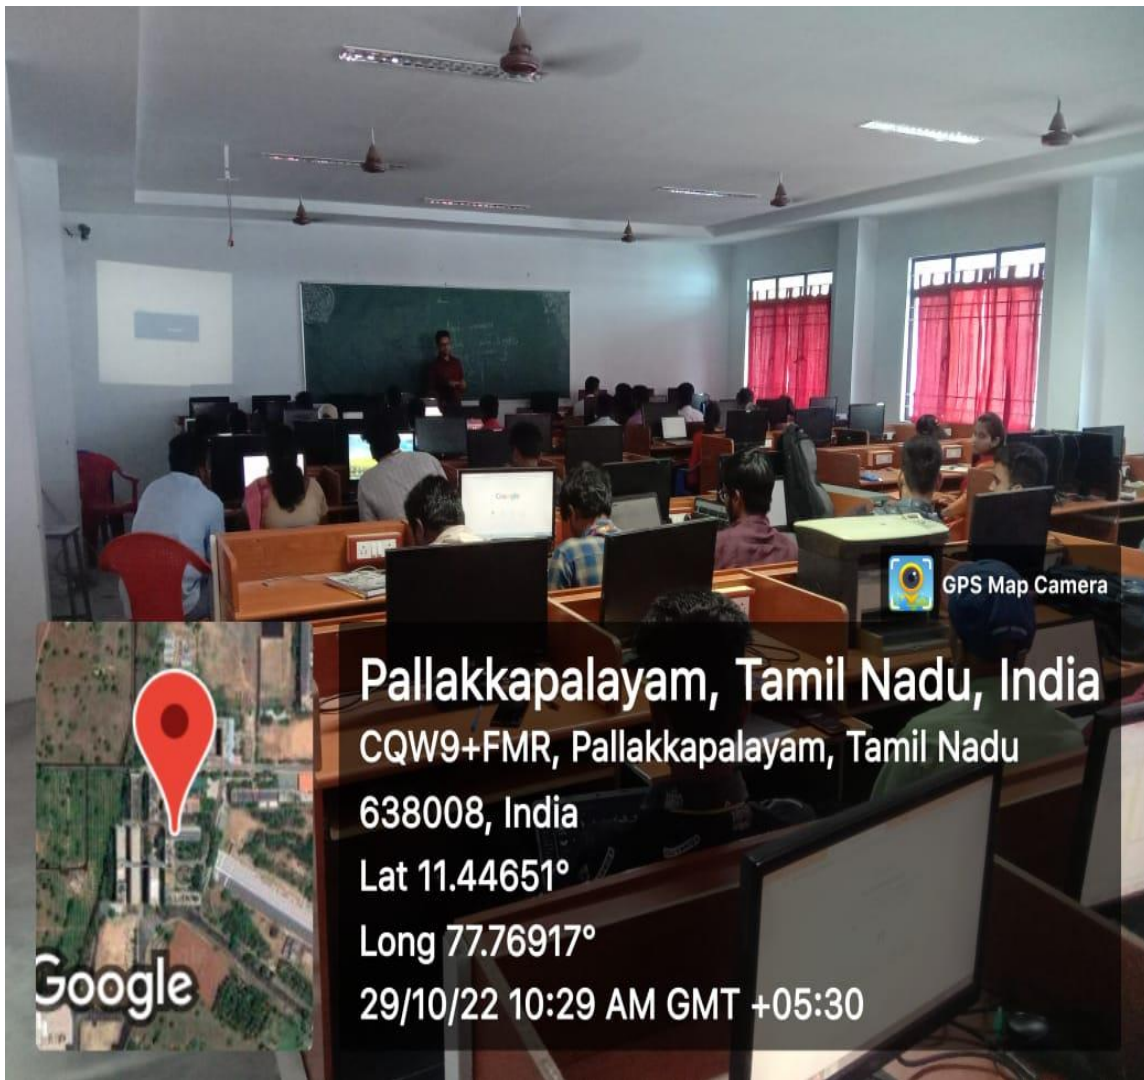 Google
GPS Map Camera
Pallakkapalayam, Tamil Nadu, India
CQW9+FMR, Pallakkapalayam, Tamil Nadu
638008, India
Lat 11.44651°
Long 77.76917°
29/10/22 10:29 AM GMT +05:30
Google